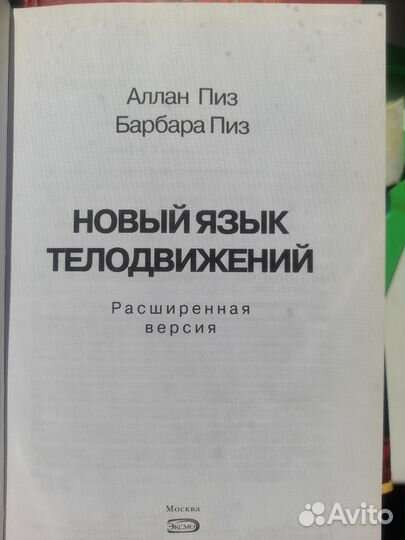 Аллан Пиз
Барбара Пиз
НОВЫЙ ЯЗЫК
ТЕЛОДВИЖЕНИЙ
Расширенная
версия
Москва
ЭКСМО
Avito